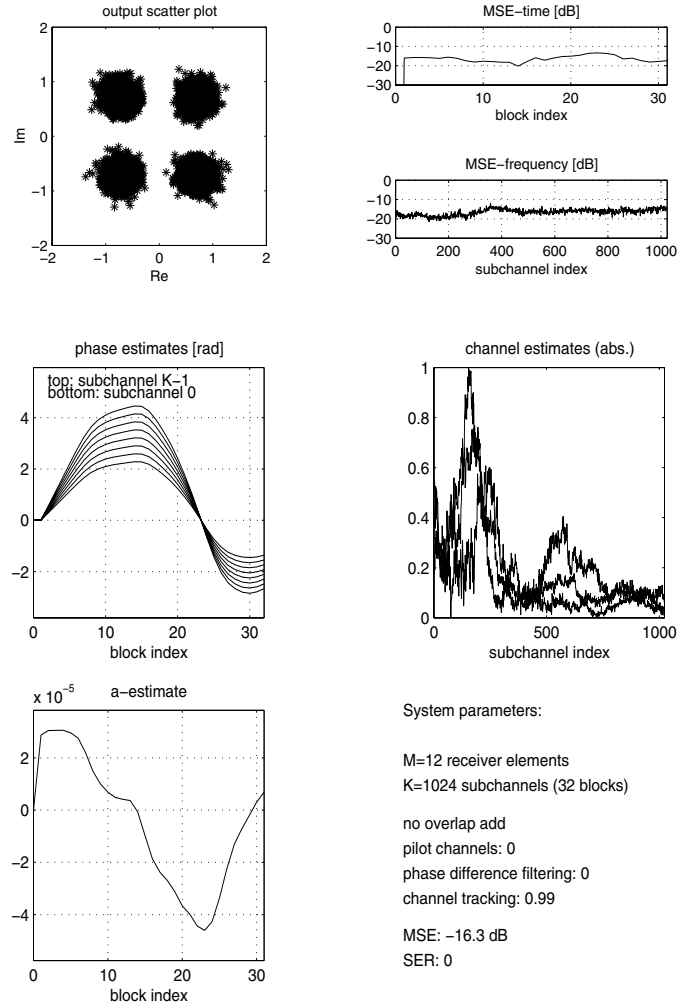 output scatter plot
2
1
0
−1
−2
Im
−2 −1 0 1 2
Re
MSE−time [dB]
0
−10
−20
−30
0 10 20 30
block index
MSE−frequency [dB]
0
−10
−20
−30
0 200 400 600 800 1000
subchannel index
phase estimates [rad]
top: subchannel K−1
bottom: subchannel 0
4
2
0
−2
0 10 20 30
block index
channel estimates (abs.)
1
0.8
0.6
0.4
0.2
0
0 500 1000
subchannel index
x 10⁻⁵
a−estimate
2
0
−2
−4
0 10 20 30
block index
System parameters:
M=12 receiver elements
K=1024 subchannels (32 blocks)
no overlap add
pilot channels: 0
phase difference filtering: 0
channel tracking: 0.99
MSE: −16.3 dB
SER: 0